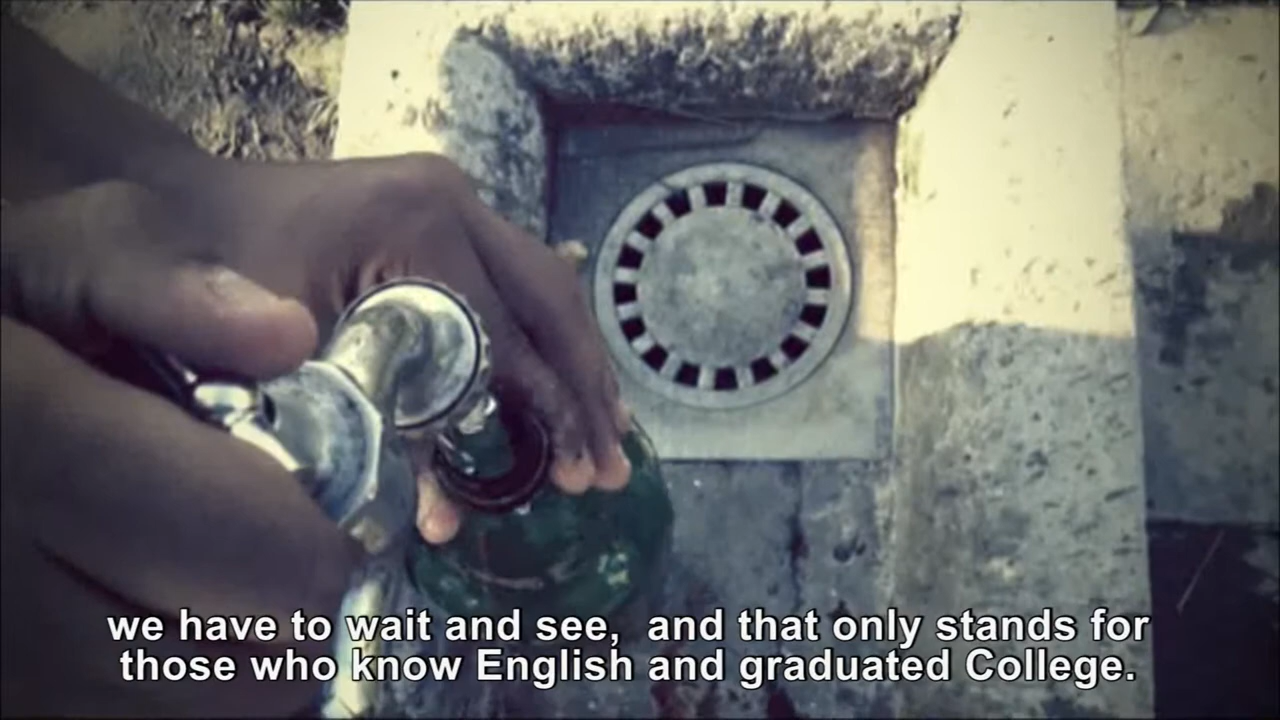 we have to wait and see,  and that only stands for
those who know English and graduated College.